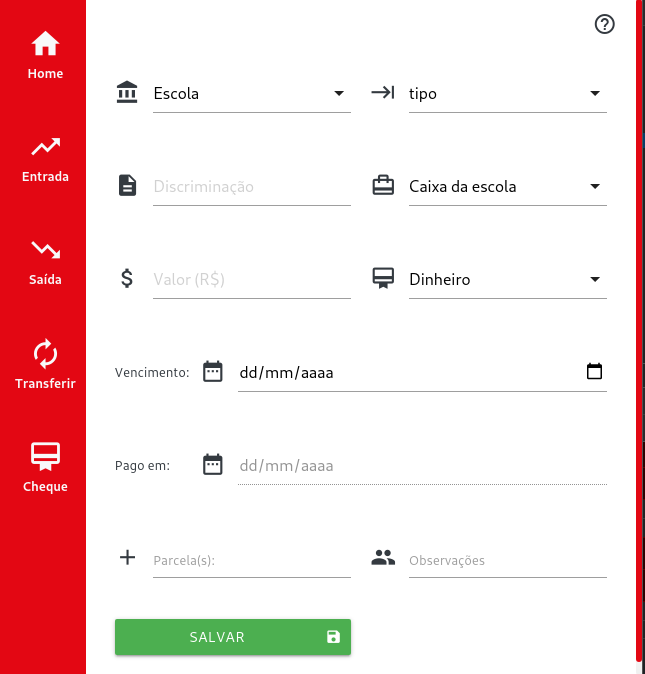 Home
Entrada
Saída
Transferir
Cheque
Escola
tipo
Discriminação
Caixa da escola
Valor (R$)
Dinheiro
Vencimento:
dd/mm/aaaa
Pago em:
dd/mm/aaaa
Parcela(s):
Observações
SALVAR